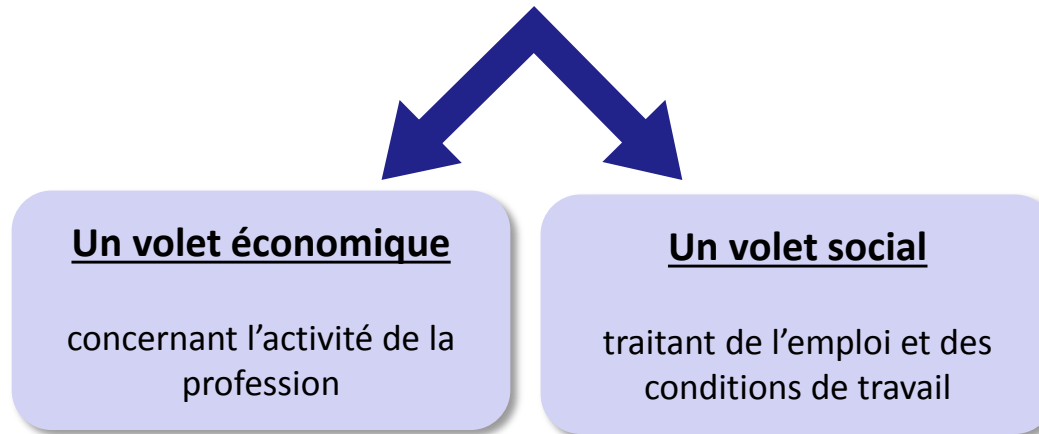 Un volet économique
concernant l’activité de la
profession
Un volet social
traitant de l’emploi et des
conditions de travail